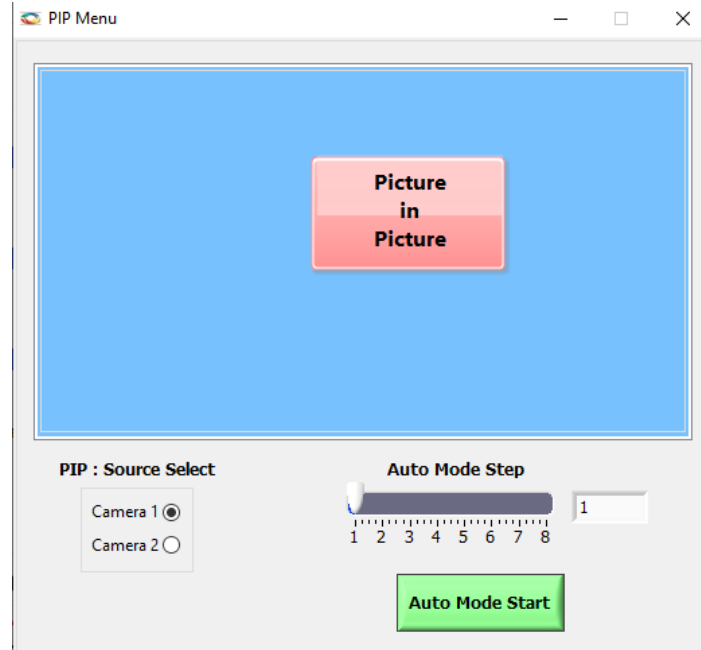 PIP Menu
Picture
in
Picture
PIP : Source Select
Camera 1
Camera 2
Auto Mode Step
1
1 2 3 4 5 6 7 8
Auto Mode Start